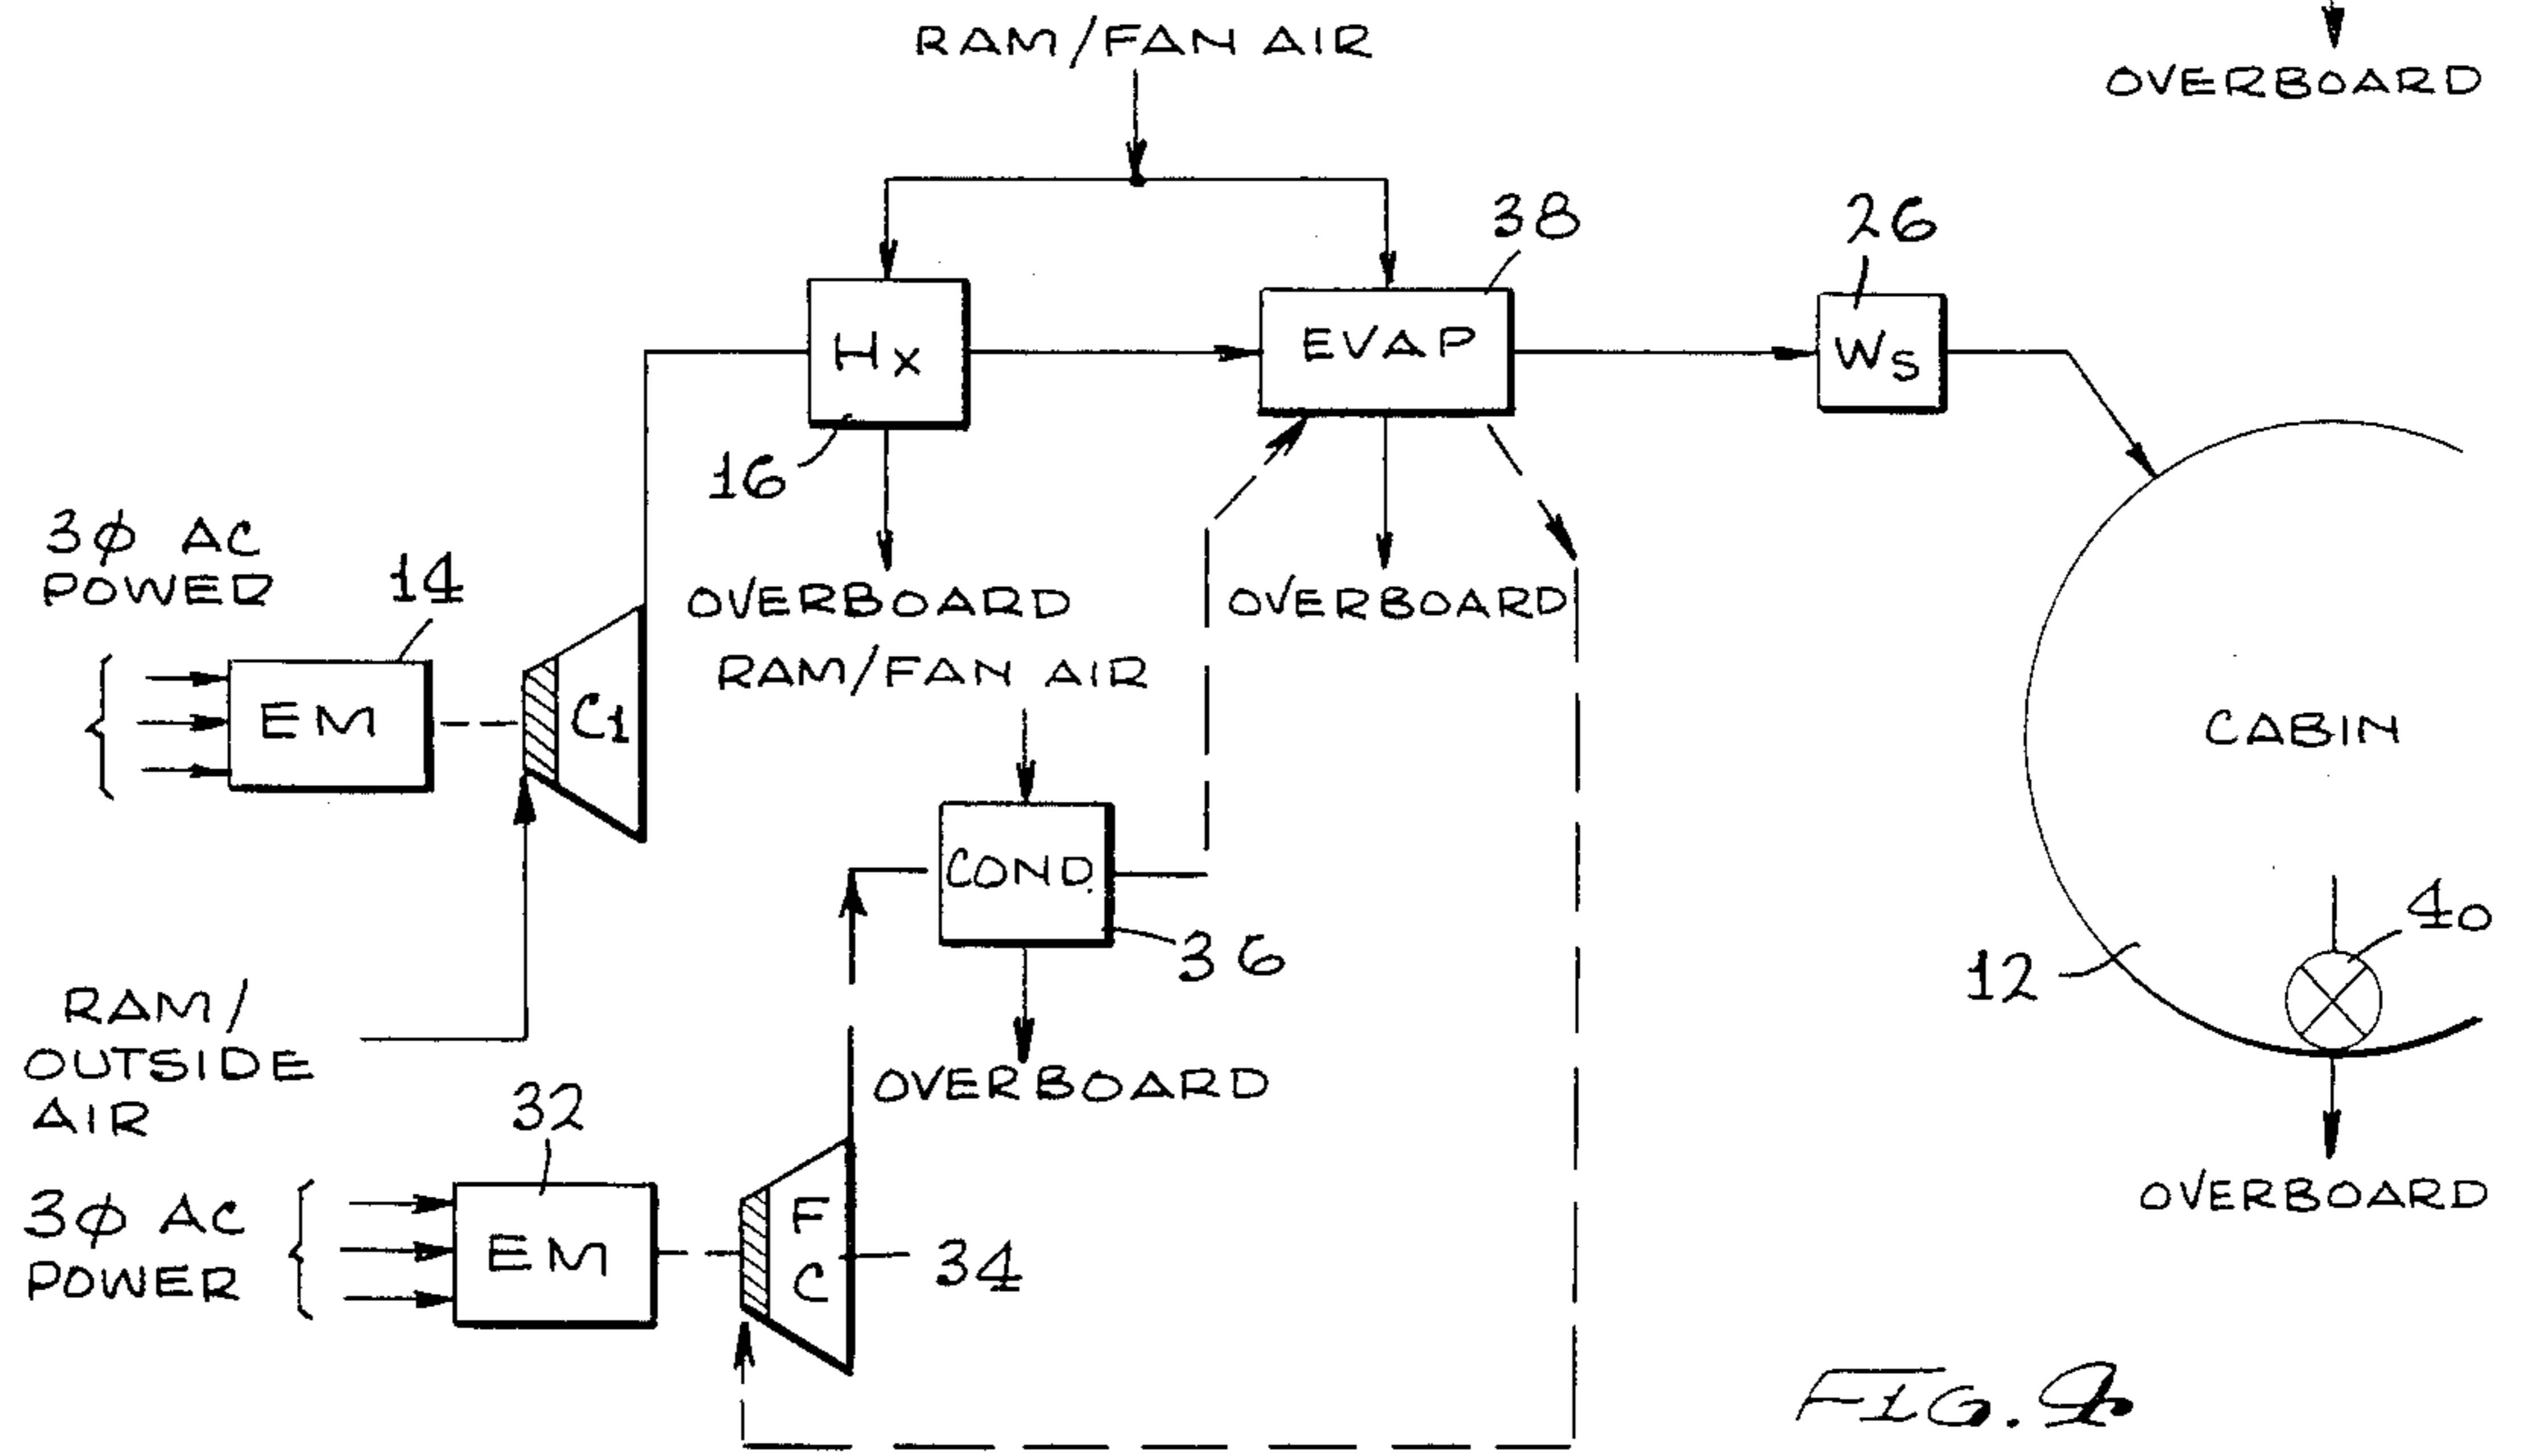 RAM/FAN AIR
OVERBOARD
38
26
Hx
EVAP
Ws
16
3φ AC
POWER
14
OVERBOARD
OVERBOARD
RAM/FAN AIR
EM
C1
CABIN
COND.
40
36
12
RAM/
OUTSIDE
AIR
OVERBOARD
32
3φ AC
POWER
EM
F
C
34
OVERBOARD
FIG.